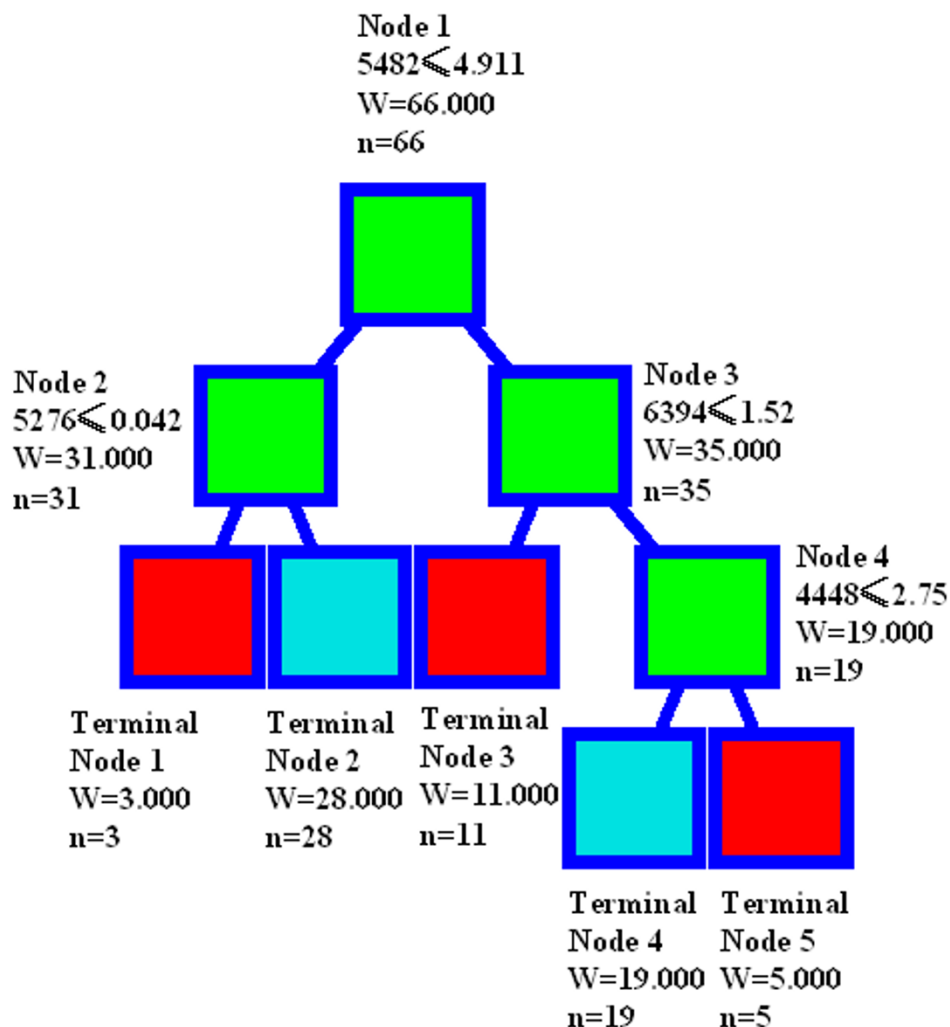 Node 1
5482<4.911
W=66.000
n=66
Node 2
5276<0.042
W=31.000
n=31
Node 3
6394<1.52
W=35.000
n=35
Node 4
4448<2.75
W=19.000
n=19
Terminal
Node 1
W=3.000
n=3
Terminal
Node 2
W=28.000
n=28
Terminal
Node 3
W=11.000
n=11
Terminal
Node 4
W=19.000
n=19
Terminal
Node 5
W=5.000
n=5